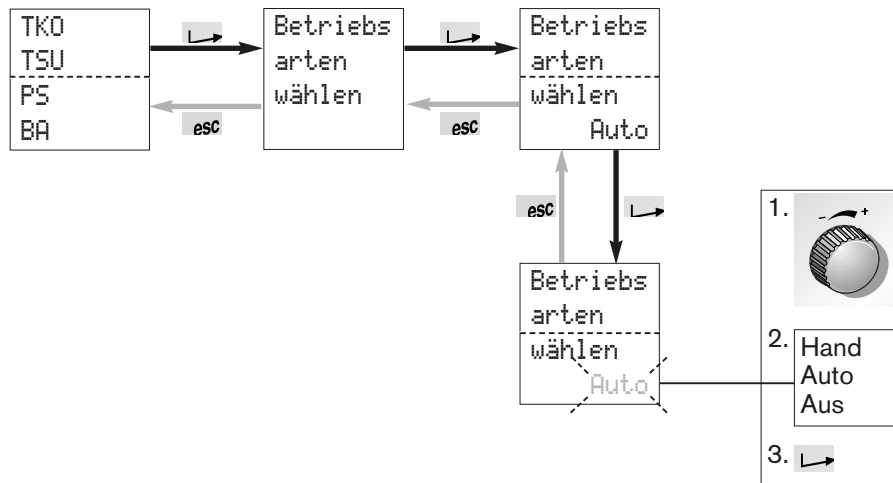 TKO
TSU
PS
BA
esc
Betriebs
arten
wählen
esc
Betriebs
arten
wählen
Auto
esc
Betriebs
arten
wählen
Auto
1.
- +
2.
Hand
Auto
Aus
3.